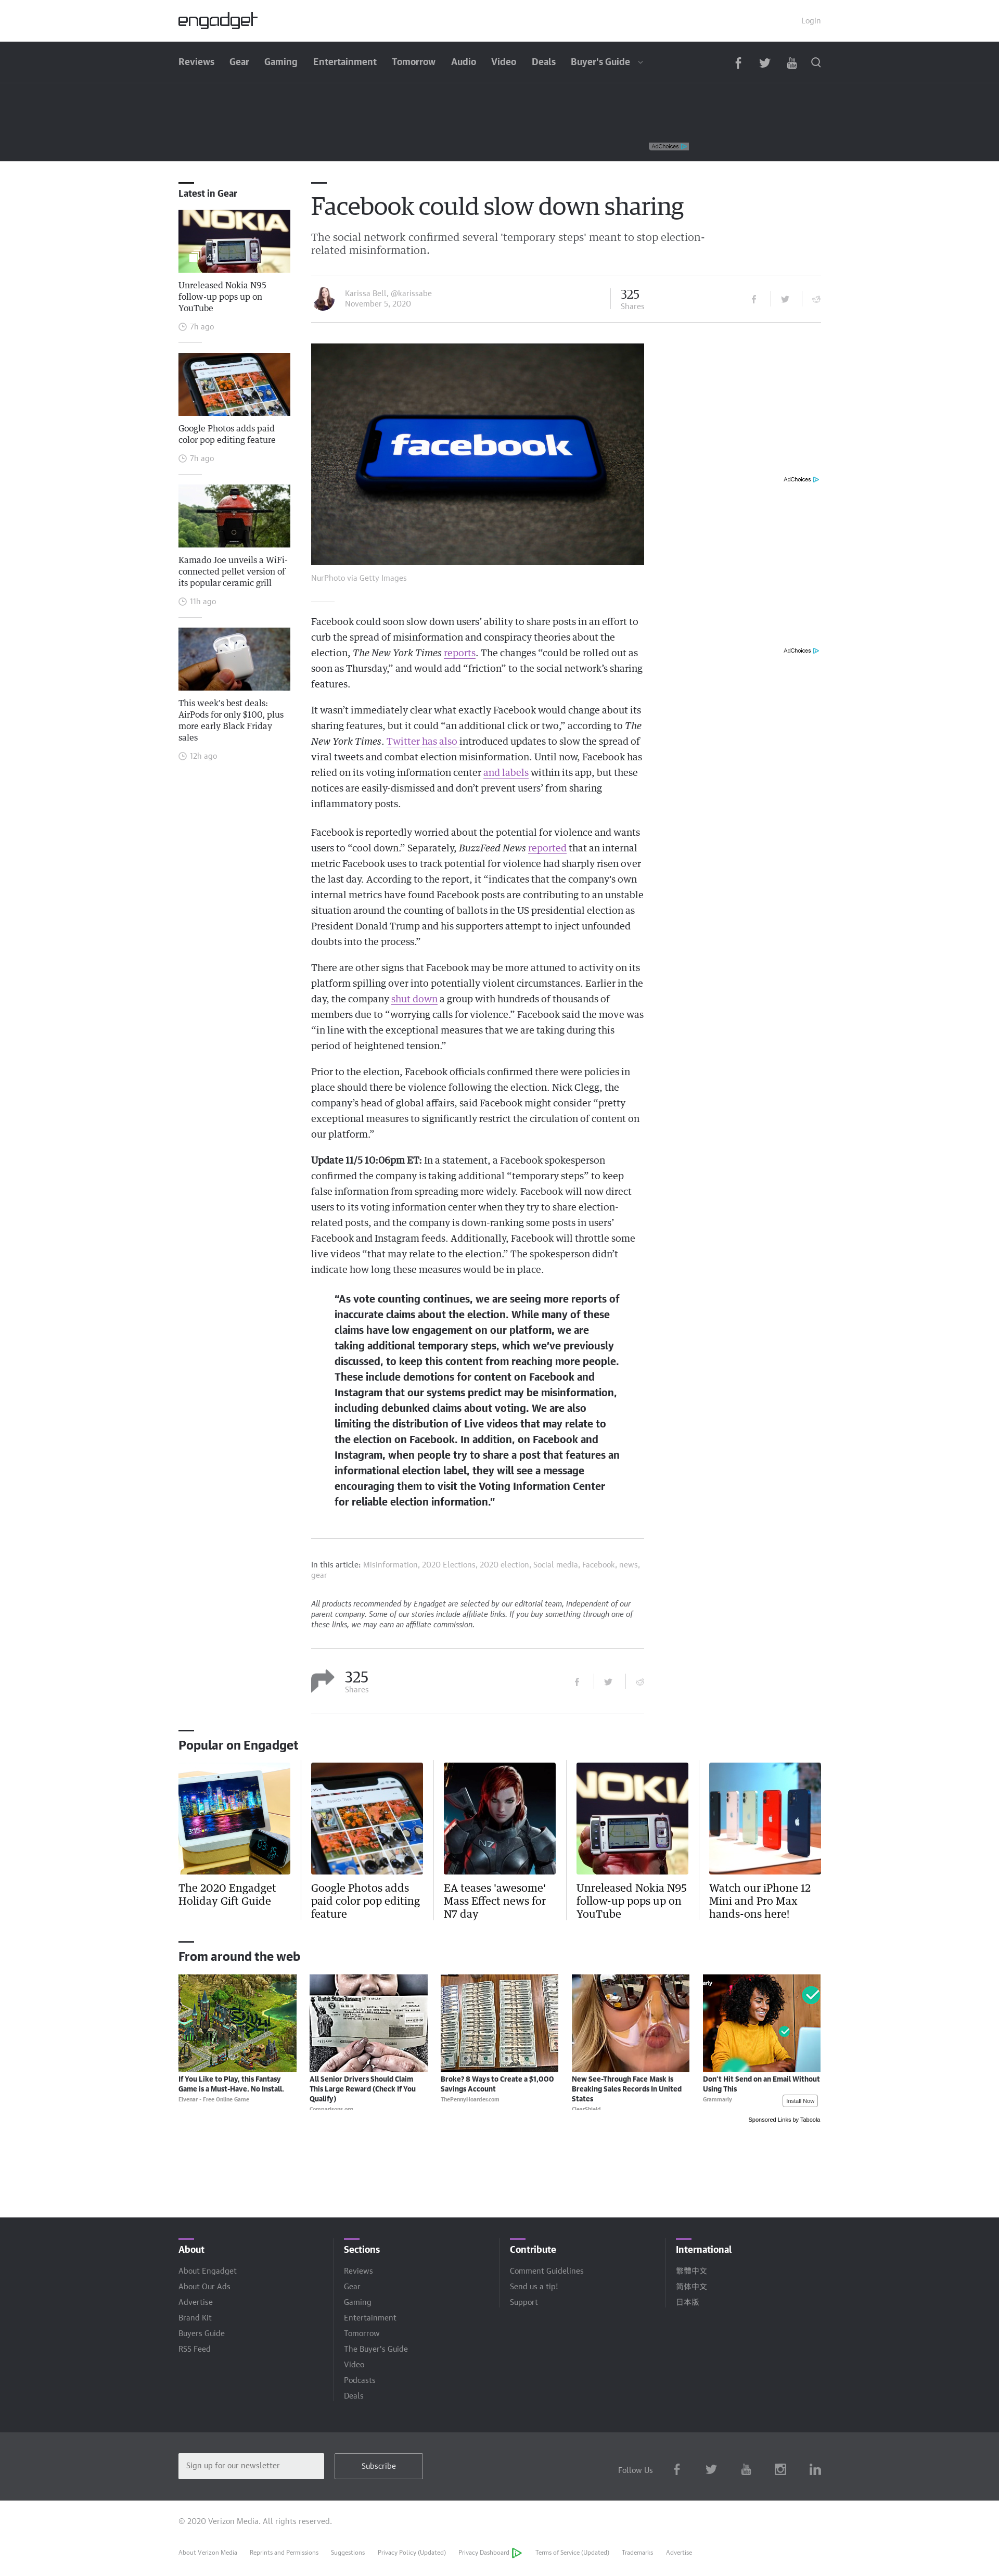 engadget
Login
Reviews Gear Gaming Entertainment Tomorrow Audio Video Deals Buyer's Guide
AdChoices
Latest in Gear
NOKIA
Unreleased Nokia N95
follow-up pops up on
YouTube
7h ago
Google Photos adds paid
color pop editing feature
7h ago
Kamado Joe unveils a WiFi-
connected pellet version of
its popular ceramic grill
11h ago
This week's best deals:
AirPods for only $100, plus
more early Black Friday
sales
12h ago
Facebook could slow down sharing
The social network confirmed several 'temporary steps' meant to stop election-
related misinformation.
Karissa Bell, @karissabe
November 5, 2020
325
Shares
facebook
AdChoices
NurPhoto via Getty Images
AdChoices
Facebook could soon slow down users' ability to share posts in an effort to
curb the spread of misinformation and conspiracy theories about the
election, The New York Times reports. The changes "could be rolled out as
soon as Thursday," and would add "friction" to the social network's sharing
features.
It wasn't immediately clear what exactly Facebook would change about its
sharing features, but it could "an additional click or two," according to The
New York Times. Twitter has also introduced updates to slow the spread of
viral tweets and combat election misinformation. Until now, Facebook has
relied on its voting information center and labels within its app, but these
notices are easily-dismissed and don't prevent users' from sharing
inflammatory posts.
Facebook is reportedly worried about the potential for violence and wants
users to "cool down." Separately, BuzzFeed News reported that an internal
metric Facebook uses to track potential for violence had sharply risen over
the last day. According to the report, it "indicates that the company's own
internal metrics have found Facebook posts are contributing to an unstable
situation around the counting of ballots in the US presidential election as
President Donald Trump and his supporters attempt to inject unfounded
doubts into the process."
There are other signs that Facebook may be more attuned to activity on its
platform spilling over into potentially violent circumstances. Earlier in the
day, the company shut down a group with hundreds of thousands of
members due to "worrying calls for violence." Facebook said the move was
"in line with the exceptional measures that we are taking during this
period of heightened tension."
Prior to the election, Facebook officials confirmed there were policies in
place should there be violence following the election. Nick Clegg, the
company's head of global affairs, said Facebook might consider "pretty
exceptional measures to significantly restrict the circulation of content on
our platform."
Update 11/5 10:06pm ET: In a statement, a Facebook spokesperson
confirmed the company is taking additional "temporary steps" to keep
false information from spreading more widely. Facebook will now direct
users to its voting information center when they try to share election-
related posts, and the company is down-ranking some posts in users'
Facebook and Instagram feeds. Additionally, Facebook will throttle some
live videos "that may relate to the election." The spokesperson didn't
indicate how long these measures would be in place.
"As vote counting continues, we are seeing more reports of
inaccurate claims about the election. While many of these
claims have low engagement on our platform, we are
taking additional temporary steps, which we've previously
discussed, to keep this content from reaching more people.
These include demotions for content on Facebook and
Instagram that our systems predict may be misinformation,
including debunked claims about voting. We are also
limiting the distribution of Live videos that may relate to
the election on Facebook. In addition, on Facebook and
Instagram, when people try to share a post that features an
informational election label, they will see a message
encouraging them to visit the Voting Information Center
for reliable election information."
In this article: Misinformation, 2020 Elections, 2020 election, Social media, Facebook, news,
gear
All products recommended by Engadget are selected by our editorial team, independent of our
parent company. Some of our stories include affiliate links. If you buy something through one of
these links, we may earn an affiliate commission.
325
Shares
Popular on Engadget
The 2020 Engadget
Holiday Gift Guide
Google Photos adds
paid color pop editing
feature
N7
EA teases 'awesome'
Mass Effect news for
N7 day
NOKIA
Unreleased Nokia N95
follow-up pops up on
YouTube
Watch our iPhone 12
Mini and Pro Max
hands-ons here!
From around the web
If You Like to Play, this Fantasy
Game is a Must-Have. No Install.
Elvenar - Free Online Game
United States Treasury
All Senior Drivers Should Claim
This Large Reward (Check If You
Qualify)
Broke? 8 Ways to Create a $1,000
Savings Account
ThePennyHoarder.com
New See-Through Face Mask Is
Breaking Sales Records In United
States
arly
Don't Hit Send on an Email Without
Using This
Grammarly
Install Now
Sponsored Links by Taboola
About
About Engadget
About Our Ads
Advertise
Brand Kit
Buyers Guide
RSS Feed
Sections
Reviews
Gear
Gaming
Entertainment
Tomorrow
The Buyer's Guide
Video
Podcasts
Deals
Contribute
Comment Guidelines
Send us a tip!
Support
International
繁體中文
简体中文
日本版
Sign up for our newsletter
Subscribe
Follow Us
© 2020 Verizon Media. All rights reserved.
About Verizon Media Reprints and Permissions Suggestions Privacy Policy (Updated) Privacy Dashboard Terms of Service (Updated) Trademarks Advertise